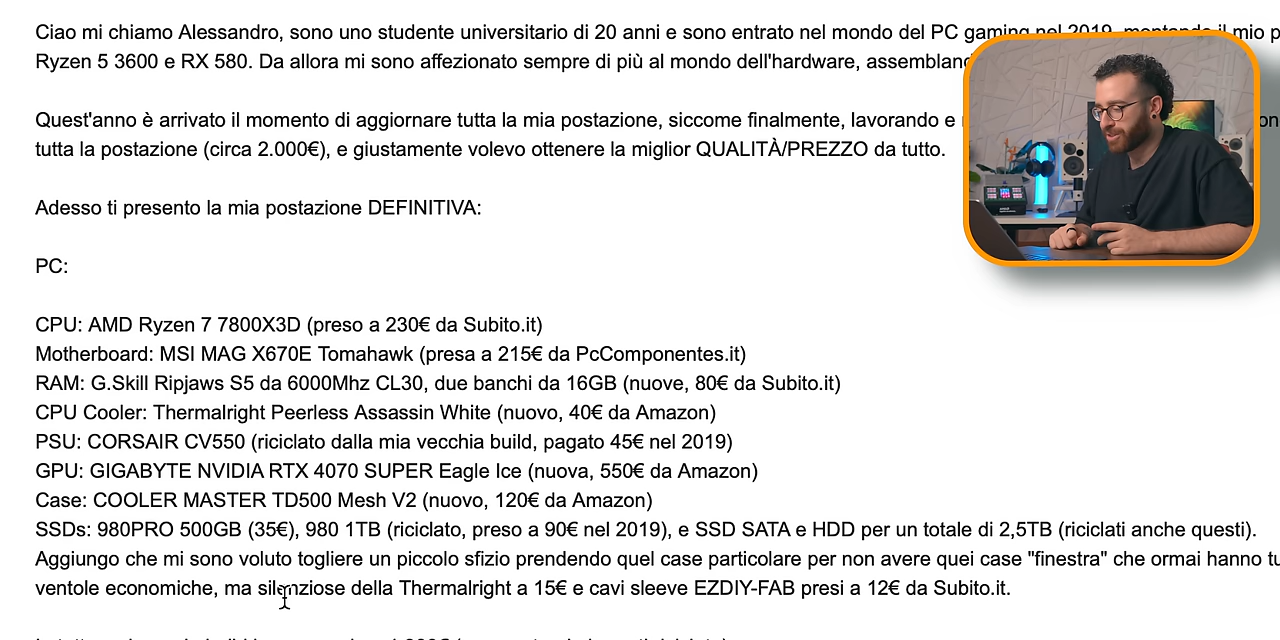 Ciao mi chiamo Alessandro, sono uno studente universitario di 20 anni e sono entrato nel mondo del PC gaming nel 2019, montando il mio p
Ryzen 5 3600 e RX 580. Da allora mi sono affezionato sempre di più al mondo dell'hardware,
Quest'anno è arrivato il momento di aggiornare tutta la mia postazione, siccome finalmente, lavorando e
tutta la postazione (circa 2.000€), e giustamente volevo ottenere la miglior QUALITÀ/PREZZO da tutto.
Adesso ti presento la mia postazione DEFINITIVA:
PC:
CPU: AMD Ryzen 7 7800X3D (preso a 230€ da Subito.it)
Motherboard: MSI MAG X670E Tomahawk (presa a 215€ da PcComponentes.it)
RAM: G.Skill Ripjaws S5 da 6000Mhz CL30, due banchi da 16GB (nuove, 80€ da Subito.it)
CPU Cooler: Thermalright Peerless Assassin White (nuovo, 40€ da Amazon)
PSU: CORSAIR CV550 (riciclato dalla mia vecchia build, pagato 45€ nel 2019)
GPU: GIGABYTE NVIDIA RTX 4070 SUPER Eagle Ice (nuova, 550€ da Amazon)
Case: COOLER MASTER TD500 Mesh V2 (nuovo, 120€ da Amazon)
SSDs: 980PRO 500GB (35€), 980 1TB (riciclato, preso a 90€ nel 2019), e SSD SATA e HDD per un totale di 2,5TB (riciclati anche questi).
Aggiungo che mi sono voluto togliere un piccolo sfizio prendendo quel case particolare per non avere quei case "finestra" che ormai hanno tu
ventole economiche, ma silenziose della Thermalright a 15€ e cavi sleeve EZDIY-FAB presi a 12€ da Subito.it.